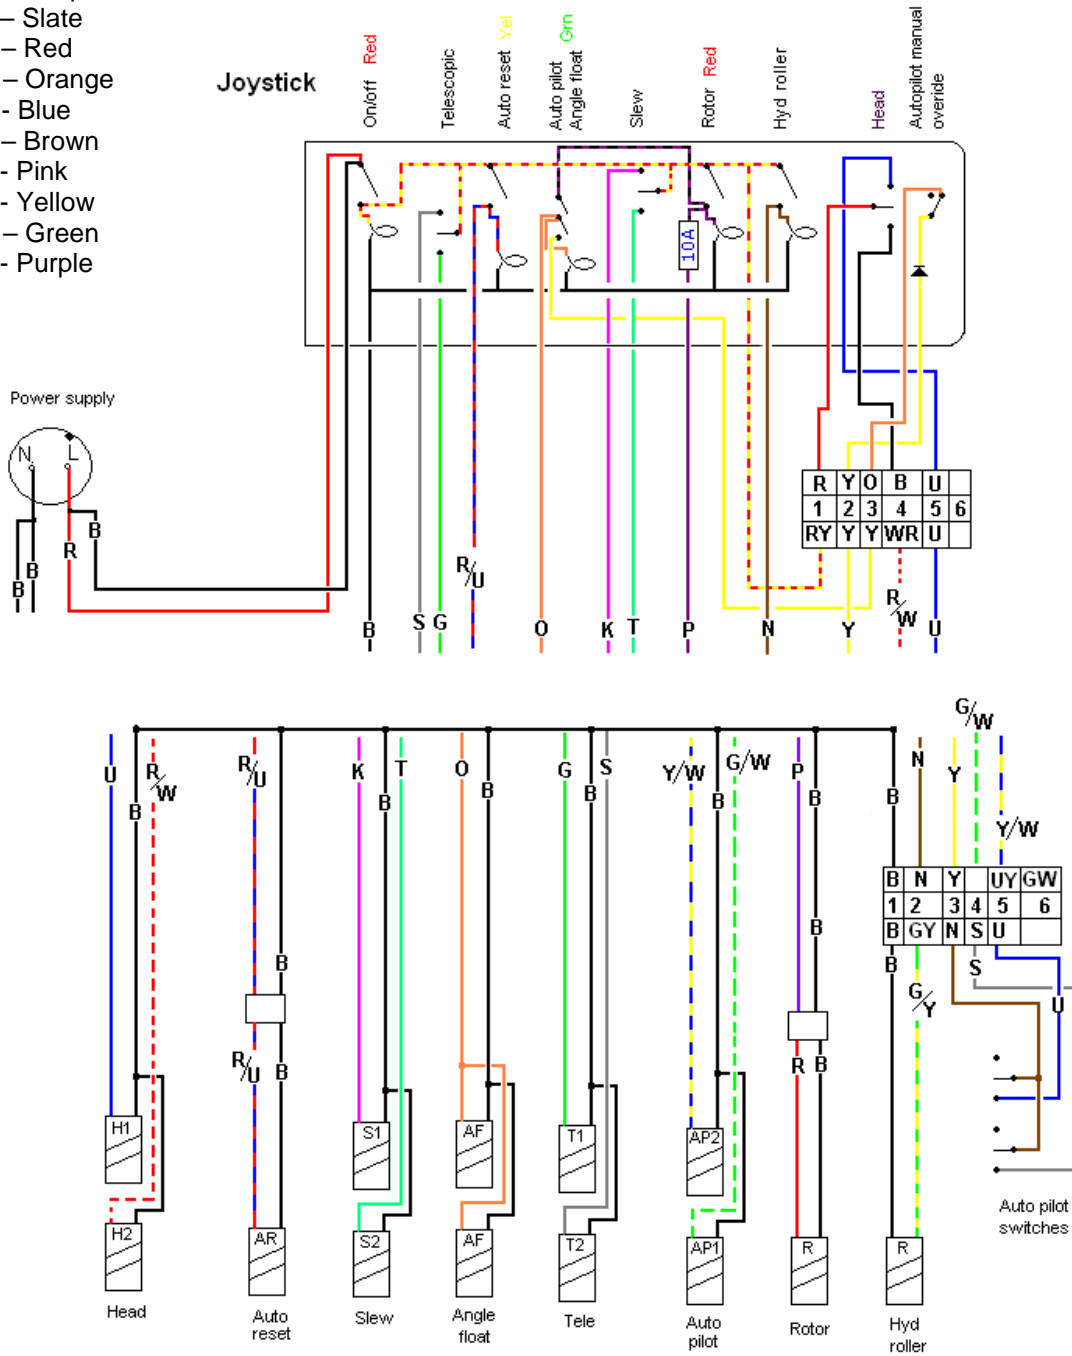 – Slate
– Red
– Orange
- Blue
– Brown
- Pink
- Yellow
– Green
- Purple
Joystick
On/off Red
Telescopic
Auto reset Yel
Auto pilot Grn
Angle float
Slew
Rotor Red
Hyd roller
Head
Autopilot manual
overide
10A
Power supply
N L
R Y O B U
1 2 3 4 5 6
RY Y Y WR U
B
R
B
B
B
S
G
R/U
O
K
T
P
N
Y
R/W
U
U
B
R/W
R/U
B
R/U
B
K
B
T
O
B
G
B
S
Y/W
B
G/W
P
B
B
R
B
B
N
Y
G/W
Y/W
B N Y UY GW
1 2 3 4 5 6
B GY N S U
B
G/Y
S
U
H1
H2
AR
S1
S2
AF
AF
T1
T2
AP2
AP1
R
R
Head
Auto
reset
Slew
Angle
float
Tele
Auto
pilot
Rotor
Hyd
roller
Auto pilot
switches